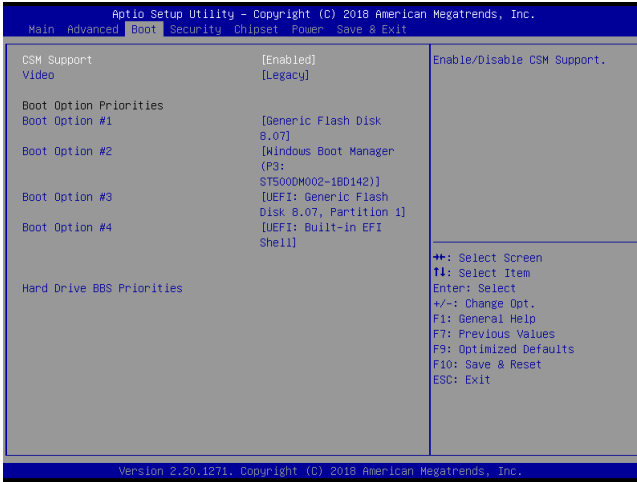 Aptio Setup Utility – Copyright (C) 2018 American Megatrends, Inc.
Main Advanced Boot Security Chipset Power Save & Exit
CSM Support [Enabled]
Video [Legacy]
Boot Option Priorities
Boot Option #1 [Generic Flash Disk
8.07]
Boot Option #2 [Windows Boot Manager
(P3:
ST500DM002-1BD142)]
Boot Option #3 [UEFI: Generic Flash
Disk 8.07, Partition 1]
Boot Option #4 [UEFI: Built-in EFI
Shell]
Hard Drive BBS Priorities
Enable/Disable CSM Support.
→←: Select Screen
↑↓: Select Item
Enter: Select
+/-: Change Opt.
F1: General Help
F7: Previous Values
F9: Optimized Defaults
F10: Save & Reset
ESC: Exit
Version 2.20.1271. Copyright (C) 2018 American Megatrends, Inc.